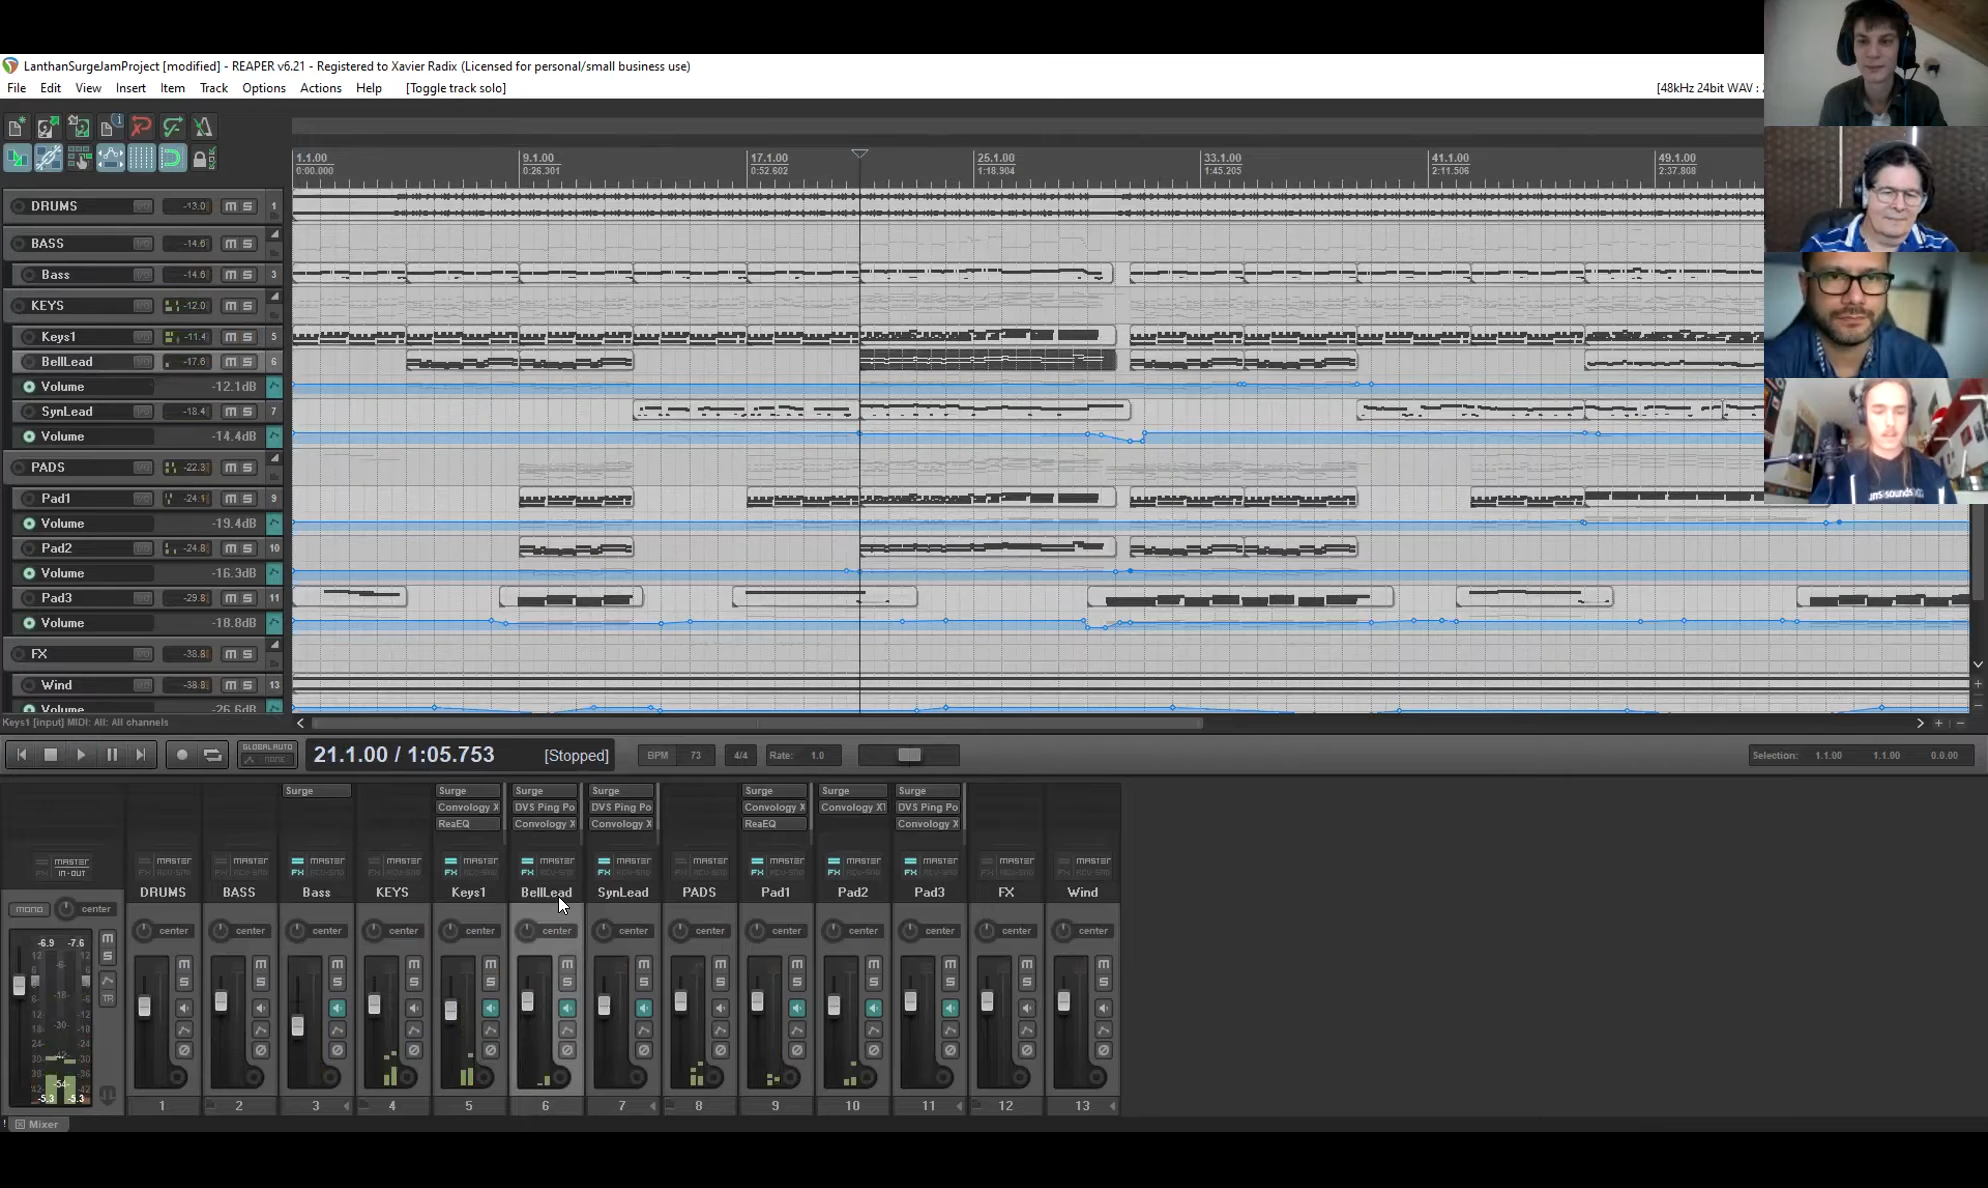 LanthanSurgeJamProject [modified] - REAPER v6.21 - Registered to Xavier Radix (Licensed for personal/small business use)
File Edit View Insert Item Track Options Actions Help [Toggle track solo]
[48kHz 24bit WAV :
1.1.00 9.1.00 17.1.00 25.1.00 33.1.00 41.1.00 49.1.00
0:00.000 0:26.301 0:52.602 1:18.904 1:45.205 2:11.506 2:37.808
DRUMS -13.0 M S 1
BASS -14.6 M S
Bass -14.6 M S 3
KEYS -12.0 M S
Keys1 -11.4 M S 5
BellLead -17.6 M S 6
Volume -12.1dB
SynLead -18.4 M S 7
Volume -14.4dB
PADS -22.3 M S
Pad1 -24.1 M S 9
Volume -19.4dB
Pad2 -24.8 M S 10
Volume -16.3dB
Pad3 -29.8 M S 11
Volume -18.8dB
FX -38.8 M S
Wind -38.8 M S 13
Volume -26.6dB
Keys1 [input] MIDI: All: All channels
GLOBAL AUTO
NONE
21.1.00 / 1:05.753 [Stopped] BPM 73 4/4 Rate: 1.0 Selection: 1.1.00 1.1.00 0.0.00
Surge Surge Surge Surge Surge Surge Surge
Convology X DVS Ping Po DVS Ping Po Convology X Convology XT DVS Ping Po
ReaEQ Convology X Convology X ReaEQ Convology X
MASTER MASTER MASTER MASTER MASTER MASTER MASTER MASTER MASTER MASTER MASTER MASTER MASTER MASTER
FX IN-OUT FX RCV-SND FX RCV-SND FX RCV-SND FX RCV-SND FX RCV-SND FX RCV-SND FX RCV-SND FX RCV-SND FX RCV-SND FX RCV-SND FX RCV-SND FX RCV-SND FX RCV-SND
DRUMS BASS Bass KEYS Keys1 BellLead SynLead PADS Pad1 Pad2 Pad3 FX Wind
mono center
center center center center center center center center center center center center center
-6.9 -7.6
M S M S M S M S M S M S M S M S M S M S M S M S M S M S
TR
-5.3 -5.3
1 2 3 4 5 6 7 8 9 10 11 12 13
! Mixer